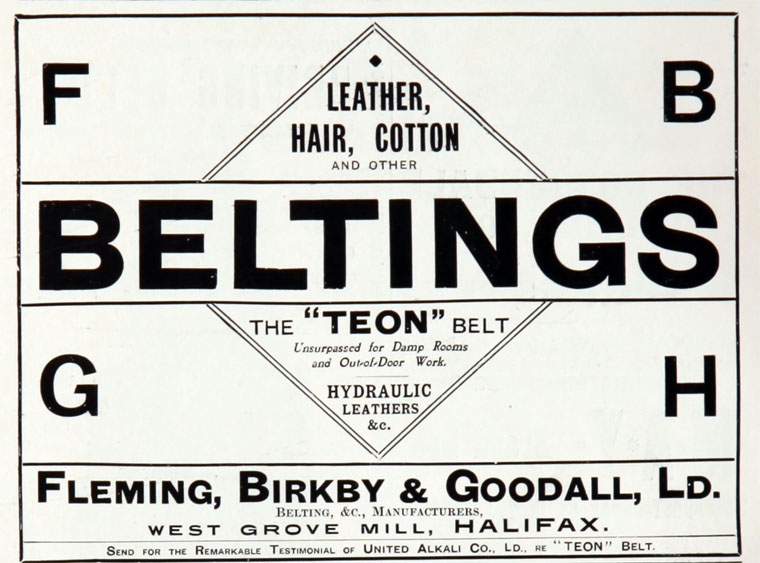 F B
LEATHER,
HAIR, COTTON
AND OTHER
BELTINGS
THE "TEON" BELT
Unsurpassed for Damp Rooms
and Out-of-Door Work.
G H
HYDRAULIC
LEATHERS
&c.
FLEMING, BIRKBY & GOODALL, LD.
BELTING, &C., MANUFACTURERS,
WEST GROVE MILL, HALIFAX.
SEND FOR THE REMARKABLE TESTIMONIAL OF UNITED ALKALI CO., LD., RE "TEON" BELT.